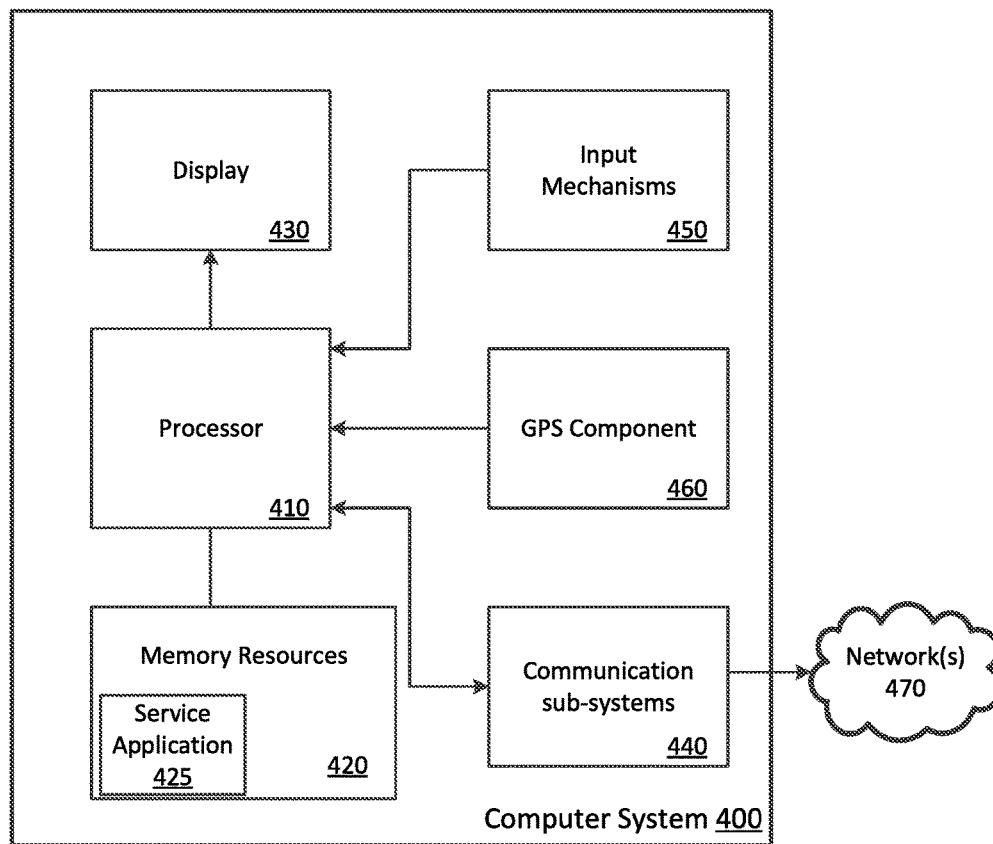 Display
430
Input
Mechanisms
450
Processor
410
GPS Component
460
Memory Resources
420
Service
Application
425
Communication
sub-systems
440
Network(s)
470
Computer System 400